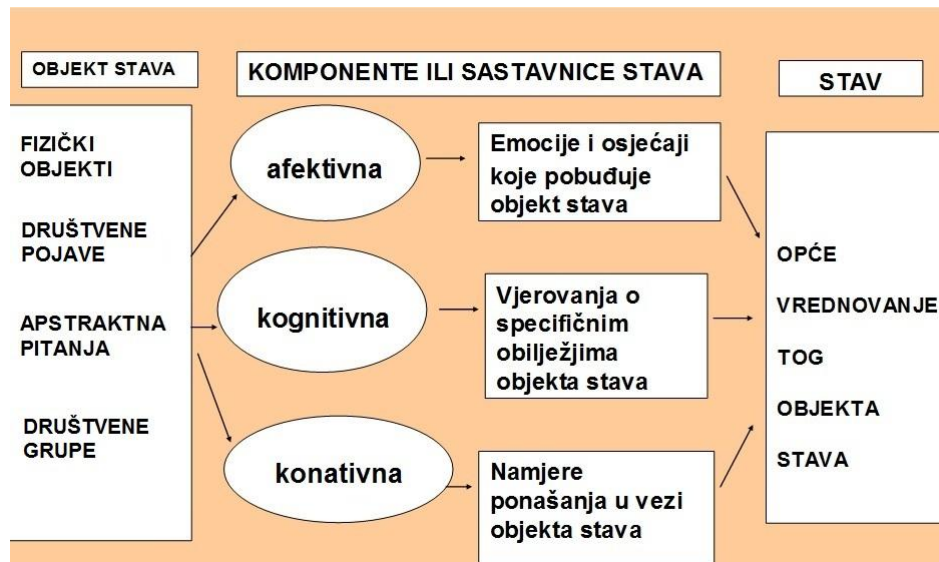 OBJEKT STAVA
KOMPONENTE ILI SASTAVNICE STAVA
STAV
FIZIČKI
OBJEKTI
DRUŠTVENE
POJAVE
APSTRAKTNA
PITANJA
DRUŠTVENE
GRUPE
afektivna
Emocije i osjećaji
koje pobuđuje
objekt stava
kognitivna
Vjerovanja o
specifičnim
obilježjima
objekta stava
konativna
Namjere
ponašanja u vezi
objekta stava
OPĆE
VREDNOVANJE
TOG
OBJEKTA
STAVA